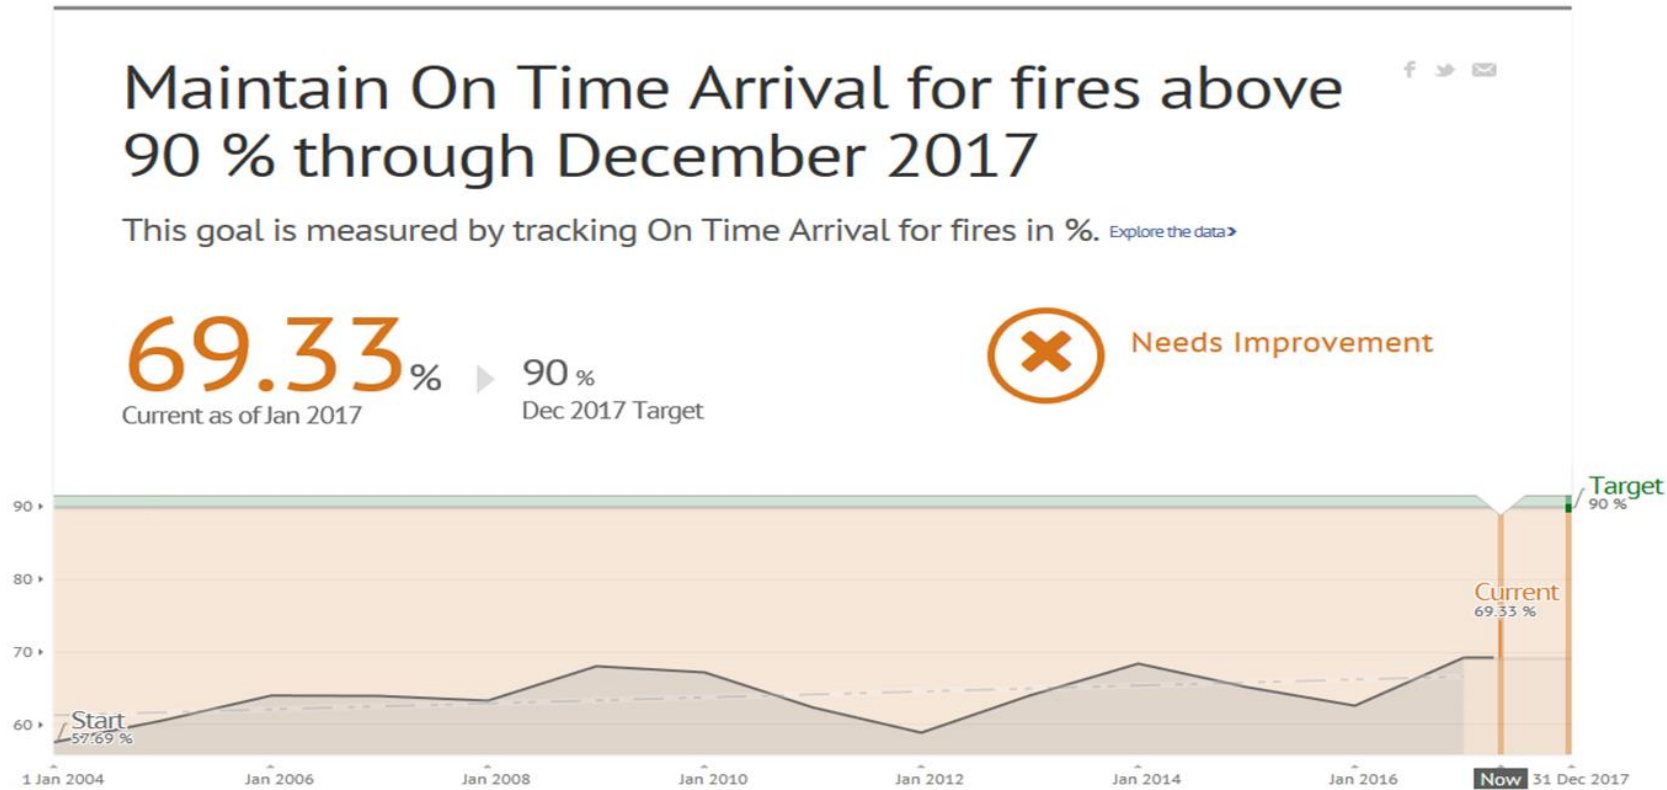 Maintain On Time Arrival for fires above
90 % through December 2017
This goal is measured by tracking On Time Arrival for fires in %. Explore the data
69.33 %
Current as of Jan 2017
90 %
Dec 2017 Target
Needs Improvement
Target
90 %
90
80
70
60
Current
69.33 %
Start
57.69 %
1 Jan 2004
Jan 2006
Jan 2008
Jan 2010
Jan 2012
Jan 2014
Jan 2016
Now
31 Dec 2017